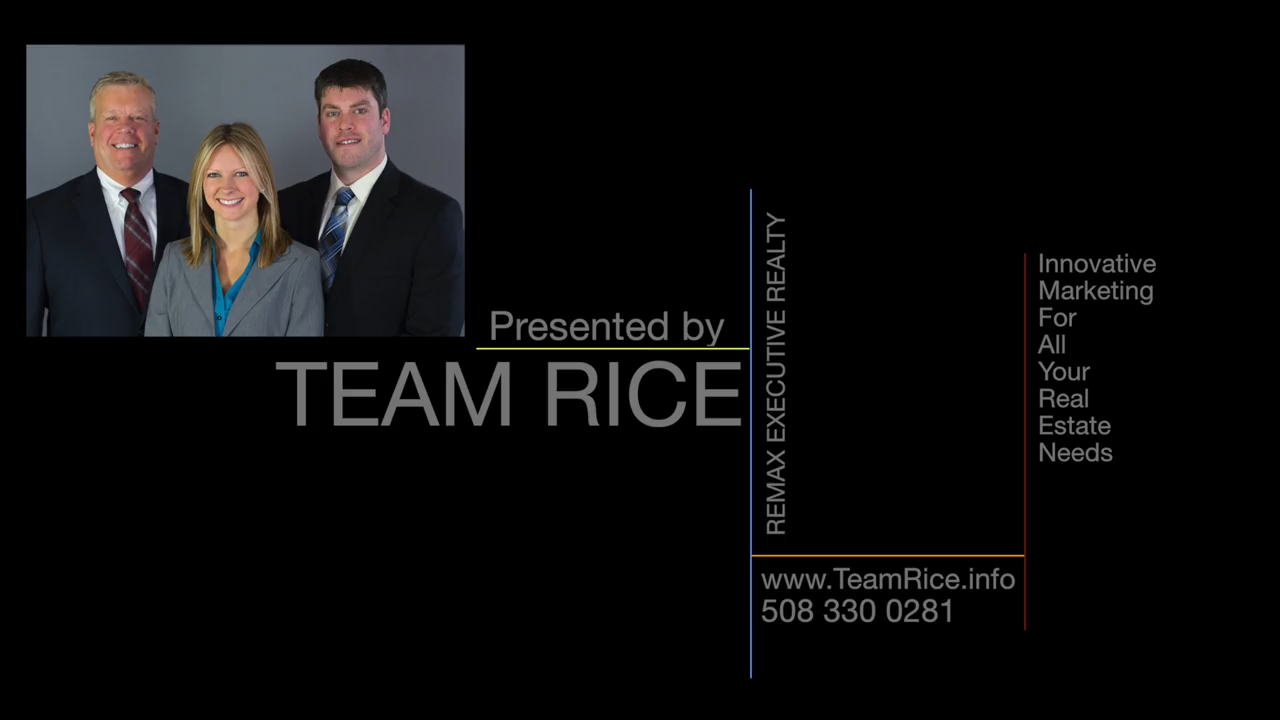 Presented by
TEAM RICE
REMAX EXECUTIVE REALTY
www.TeamRice.info
508 330 0281
Innovative
Marketing
For
All
Your
Real
Estate
Needs